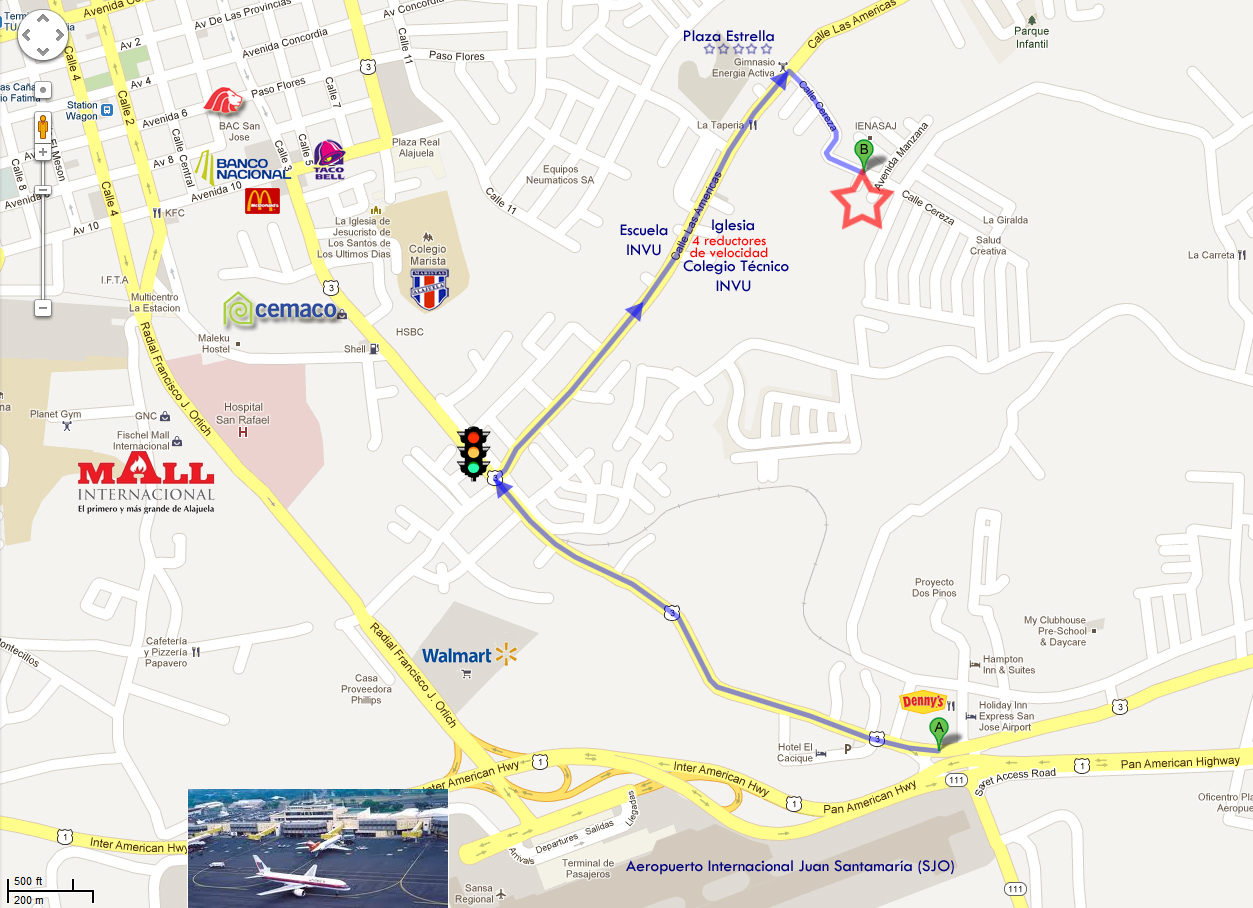 Avenida Co
Av De Las Provincias
Av Concordia
Calle Las Americas
Plaza Estrella
Gimnasio
Energia Activa
Parque
Infantil
Av 2
Avenida Concordia
Calle 11
Paso Flores
3
Calle 4
Calle 2
Av 4
Paso Flores
Calle 7
Station
Wagon
Avenida 6
BAC San
Jose
Calle Cereza
La Taperia
IENASAJ
B
Avenida Manzana
El Meson
Calle 8
Av 8
Calle Central
Calle 3
Calle 5
BANCO
NACIONAL
TACO
BELL
Plaza Real
Alajuela
Equipos
Neumaticos SA
Avenida 10
McDonald's
KFC
Calle 4
Av 10
Calle 11
La Iglesia de
Jesucristo de
Los Santos de
Los Ultimos Dias
Colegio
Marista
MARISTAS
ALAJUELA
Calle Las Americas
Escuela
INVU
Iglesia
4 reductores
de velocidad
Colegio Técnico
INVU
Calle Cereza
La Giralda
Salud
Creativa
La Carreta
I.F.T.A
Multicentro
La Estacion
3
cemaco
HSBC
Maleku
Hostel
Shell
Radial Francisco J. Orlich
Planet Gym
GNC
Fischel Mall
Internacional
Hospital
San Rafael
H
MALL
INTERNACIONAL
El primero y más grande de Alajuela
3
Proyecto
Dos Pinos
3
My Clubhouse
Pre-School
& Daycare
Montecillos
Cafetería
y Pizzería
Papavero
Radial Francisco J. Orlich
Walmart
Casa
Proveedora
Phillips
Hampton
Inn & Suites
Denny's
Holiday Inn
Express San
Jose Airport
3
A
3
Hotel El
Cacique
P
Inter American Hwy
1
Inter American Hwy
1
Pan American Hwy
111
Saret Access Road
1
Pan American Highway
1
Inter American Hwy
Arrivals
Departures
Salidas
Llegadas
Terminal de
Pasajeros
Aeropuerto Internacional Juan Santamaría (SJO)
Sansa
Regional
111
Oficentro Pla
Aeropue
500 ft
200 m